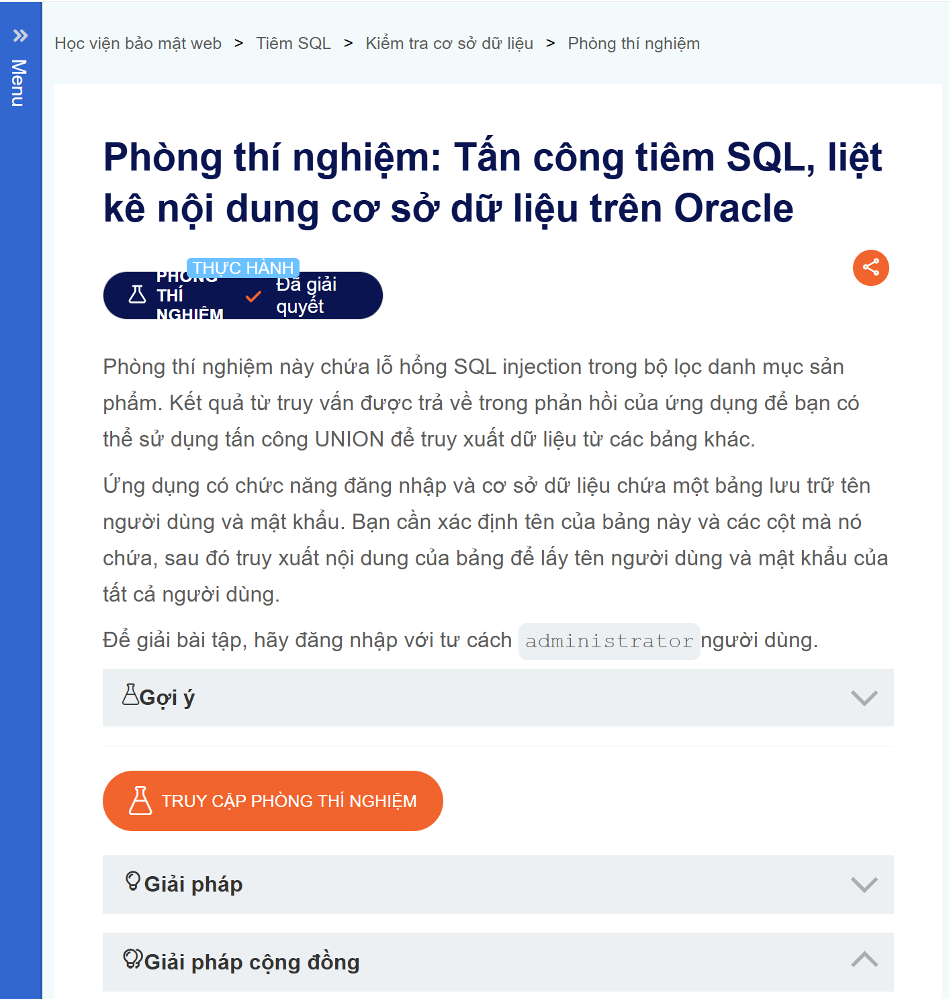 Menu
Học viện bảo mật web > Tiêm SQL > Kiểm tra cơ sở dữ liệu > Phòng thí nghiệm
Phòng thí nghiệm: Tấn công tiêm SQL, liệt
kê nội dung cơ sở dữ liệu trên Oracle
THỰC HÀNH
PHÒNG
THÍ
NGHIỆM
Đã giải
quyết
Phòng thí nghiệm này chứa lỗ hổng SQL injection trong bộ lọc danh mục sản
phẩm. Kết quả từ truy vấn được trả về trong phản hồi của ứng dụng để bạn có
thể sử dụng tấn công UNION để truy xuất dữ liệu từ các bảng khác.
Ứng dụng có chức năng đăng nhập và cơ sở dữ liệu chứa một bảng lưu trữ tên
người dùng và mật khẩu. Bạn cần xác định tên của bảng này và các cột mà nó
chứa, sau đó truy xuất nội dung của bảng để lấy tên người dùng và mật khẩu của
tất cả người dùng.
Để giải bài tập, hãy đăng nhập với tư cách administrator người dùng.
Gợi ý
TRUY CẬP PHÒNG THÍ NGHIỆM
Giải pháp
Giải pháp cộng đồng